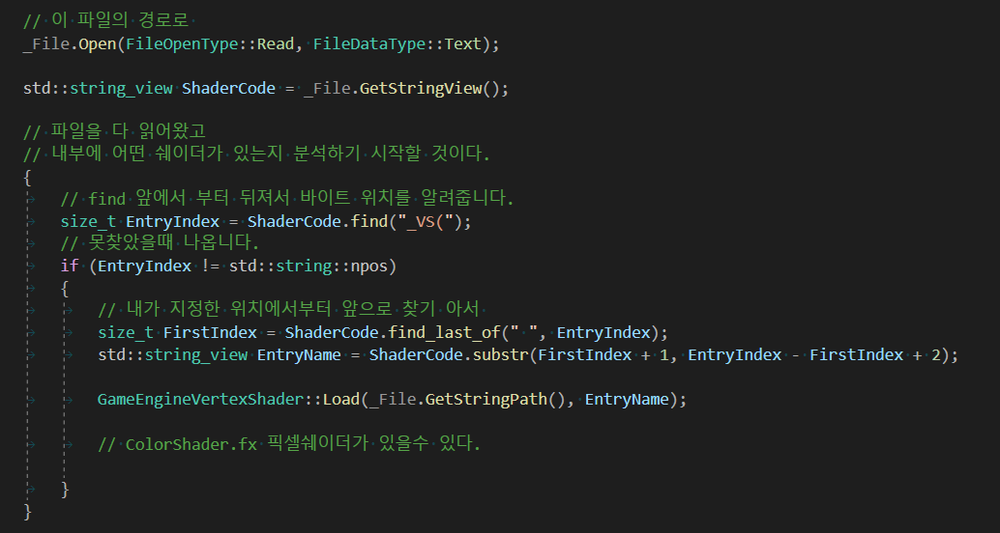 // 이 파일의 경로로
_File.Open(FileOpenType::Read, FileDataType::Text);
std::string_view ShaderCode = _File.GetStringView();
// 파일을 다 읽어왔고
// 내부에 어떤 쉐이더가 있는지 분석하기 시작할 것이다.
{
// find 앞에서 부터 뒤져서 바이트 위치를 알려줍니다.
size_t EntryIndex = ShaderCode.find("_VS(");
// 못찾았을때 나옵니다.
if (EntryIndex != std::string::npos)
{
// 내가 지정한 위치에서부터 앞으로 찾기 아서
size_t FirstIndex = ShaderCode.find_last_of(" ", EntryIndex);
std::string_view EntryName = ShaderCode.substr(FirstIndex + 1, EntryIndex - FirstIndex + 2);
GameEngineVertexShader::Load(_File.GetStringPath(), EntryName);
// ColorShader.fx 픽셀쉐이더가 있을수 있다.
}
}